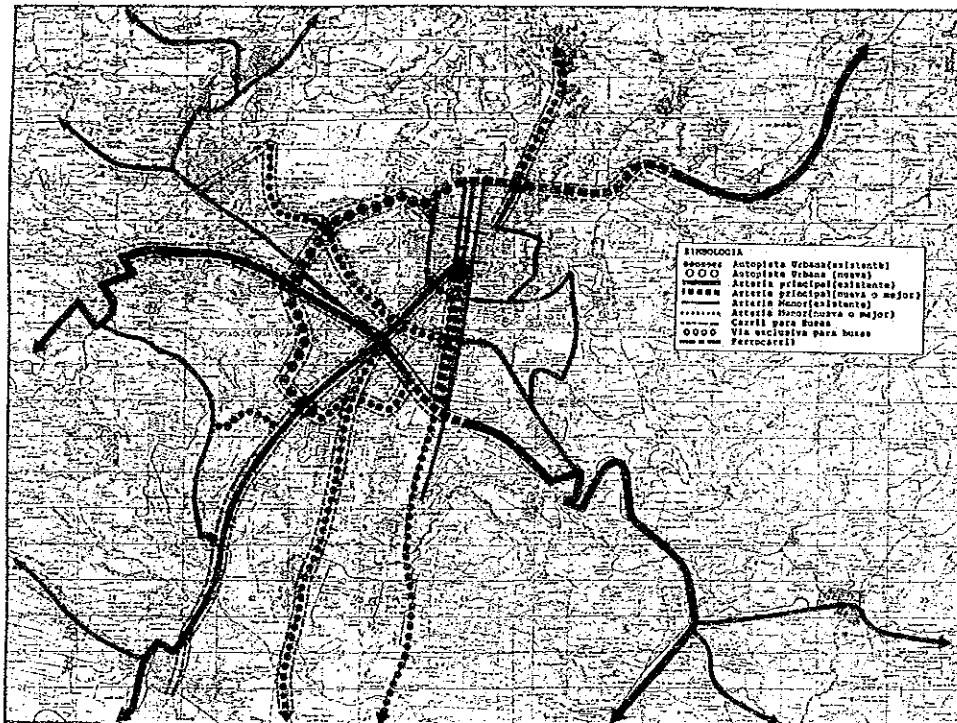 SIMBOLOGIA
Autopista Urbana(existente)
Autopista Urbana (nueva)
Arteria principal(existente)
Arteria principal(nueva o mejor)
Arteria Menor(existente)
Arteria Menor(nueva o mejor)
Carril para Buses
Via exclusiva para buses
Ferrocarril